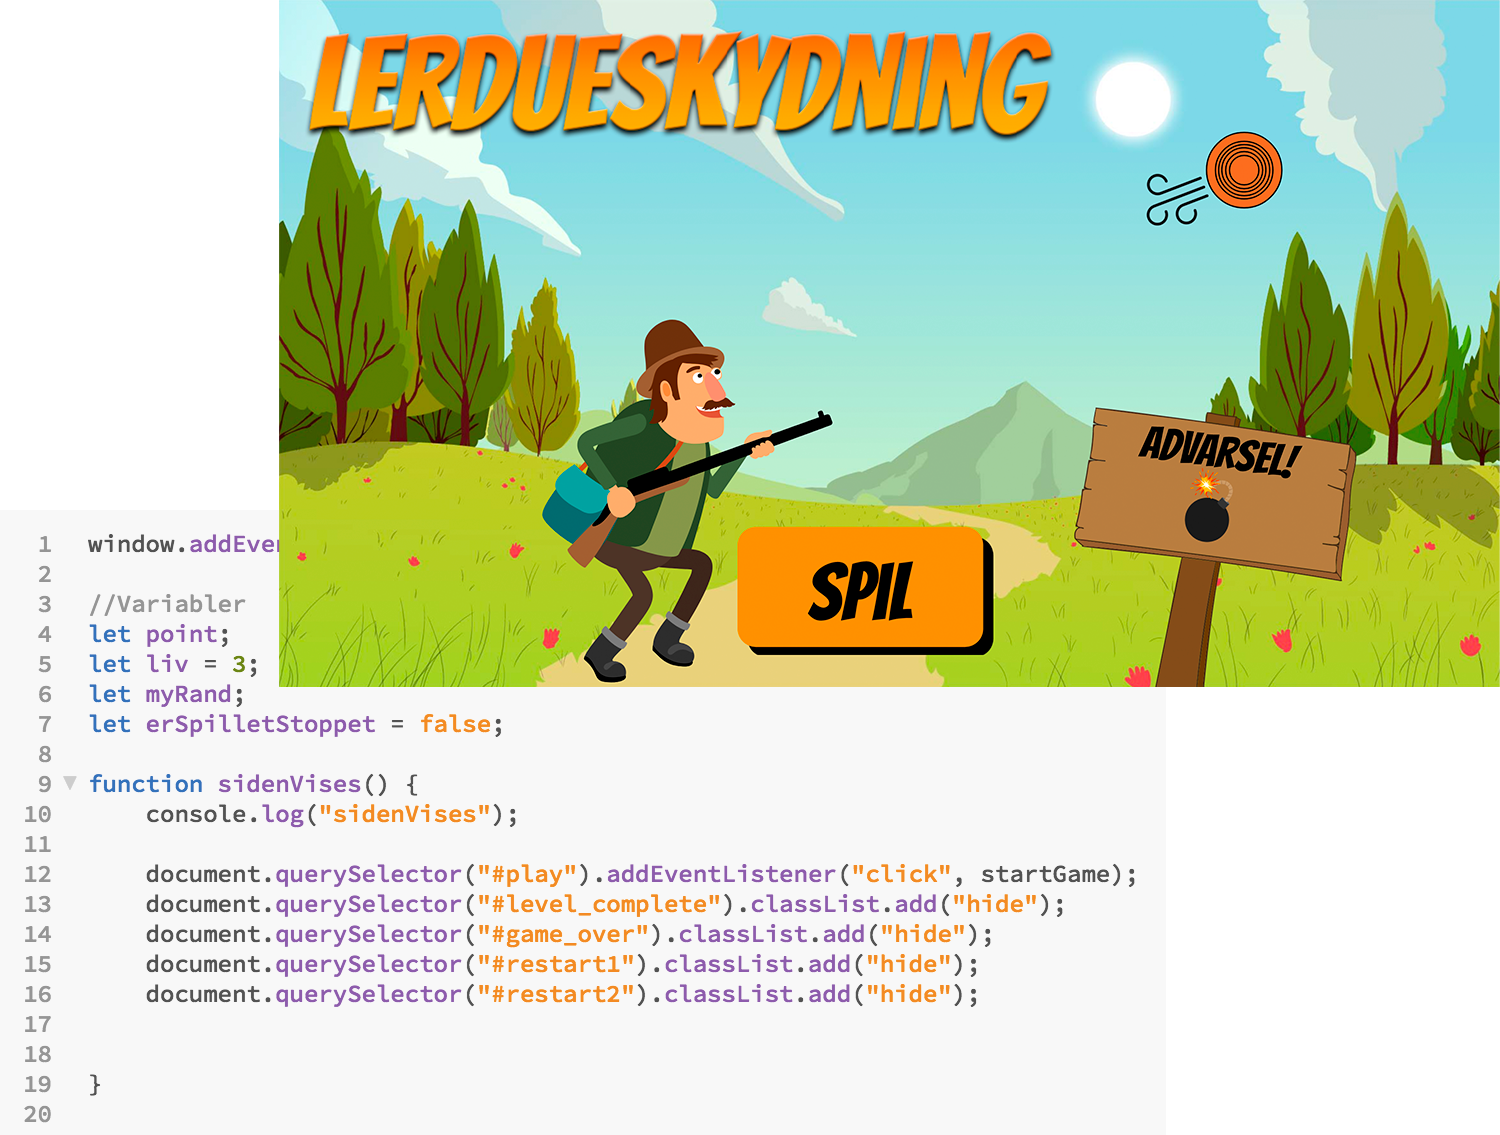 LERDUESKYDNING
ADVARSEL!
SPIL
1 window.addEve
2
3 //Variabler
4 let point;
5 let liv = 3;
6 let myRand;
7 let erSpilletStoppet = false;
8
9 function sidenVises() {
10 console.log("sidenVises");
11
12 document.querySelector("#play").addEventListener("click", startGame);
13 document.querySelector("#level_complete").classList.add("hide");
14 document.querySelector("#game_over").classList.add("hide");
15 document.querySelector("#restart1").classList.add("hide");
16 document.querySelector("#restart2").classList.add("hide");
17
18
19 }
20